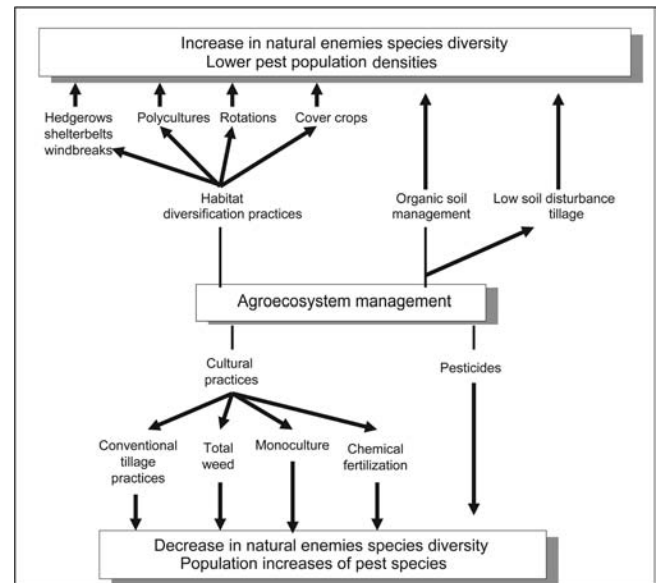 Increase in natural enemies species diversity
Lower pest population densities
Hedgerows
shelterbelts
windbreaks
Polycultures
Rotations
Cover crops
Habitat
diversification practices
Organic soil
management
Low soil disturbance
tillage
Agroecosystem management
Cultural
practices
Pesticides
Conventional
tillage
practices
Total
weed
Monoculture
Chemical
fertilization
Decrease in natural enemies species diversity
Population increases of pest species